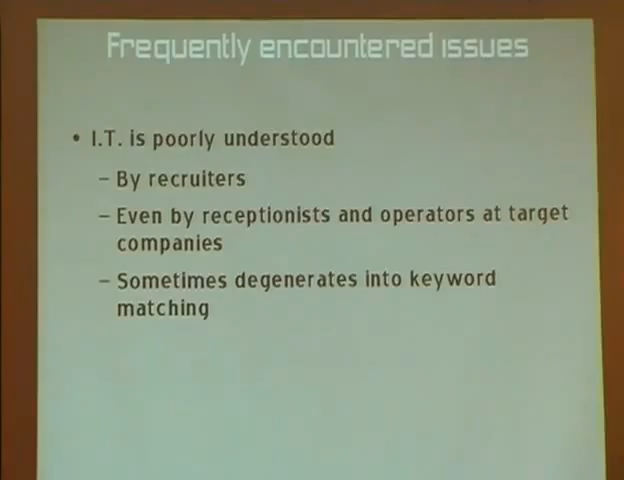 Frequently encountered issues
• I.T. is poorly understood
– By recruiters
– Even by receptionists and operators at target
companies
– Sometimes degenerates into keyword
matching